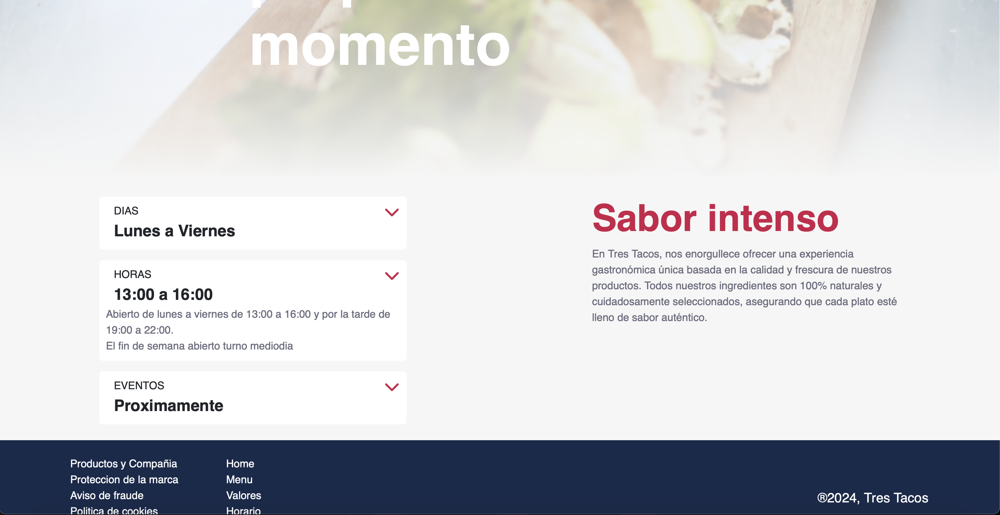 momento
DIAS
Lunes a Viernes
HORAS
13:00 a 16:00
Abierto de lunes a viernes de 13:00 a 16:00 y por la tarde de
19:00 a 22:00.
El fin de semana abierto turno mediodia
EVENTOS
Proximamente
Sabor intenso
En Tres Tacos, nos enorgullece ofrecer una experiencia
gastronómica única basada en la calidad y frescura de nuestros
productos. Todos nuestros ingredientes son 100% naturales y
cuidadosamente seleccionados, asegurando que cada plato esté
lleno de sabor auténtico.
Productos y Compañia
Proteccion de la marca
Aviso de fraude
Politica de cookies
Home
Menu
Valores
Horario
®2024, Tres Tacos